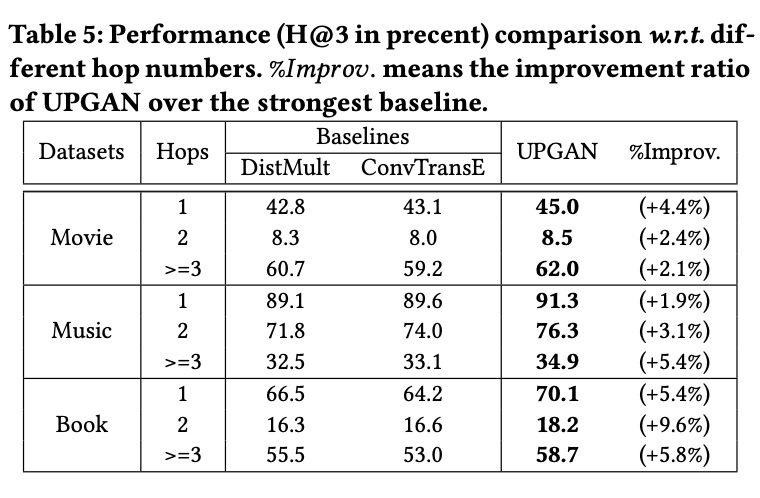 Table 5: Performance (H@3 in precent) comparison w.r.t. dif-
ferent hop numbers. %Improv. means the improvement ratio
of UPGAN over the strongest baseline.
Datasets Hops Baselines UPGAN %Improv.
DistMult ConvTransE
1 42.8 43.1 45.0 (+4.4%)
Movie 2 8.3 8.0 8.5 (+2.4%)
>=3 60.7 59.2 62.0 (+2.1%)
1 89.1 89.6 91.3 (+1.9%)
Music 2 71.8 74.0 76.3 (+3.1%)
>=3 32.5 33.1 34.9 (+5.4%)
1 66.5 64.2 70.1 (+5.4%)
Book 2 16.3 16.6 18.2 (+9.6%)
>=3 55.5 53.0 58.7 (+5.8%)